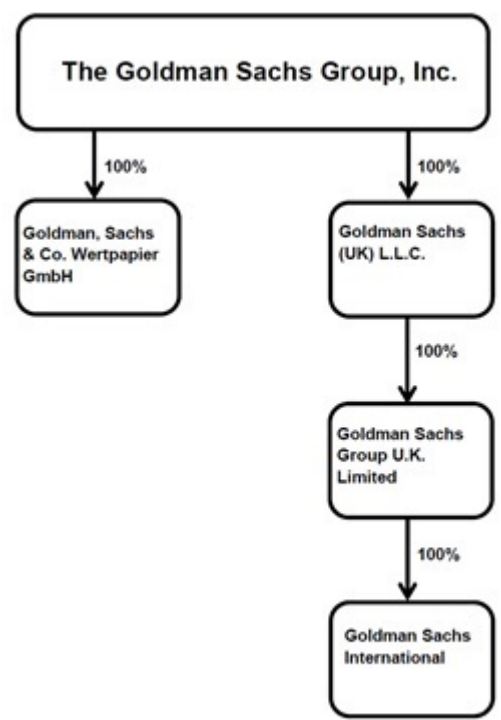 The Goldman Sachs Group, Inc.
100%
100%
Goldman, Sachs
& Co. Wertpapier
GmbH
Goldman Sachs
(UK) L.L.C.
100%
Goldman Sachs
Group U.K.
Limited
100%
Goldman Sachs
International